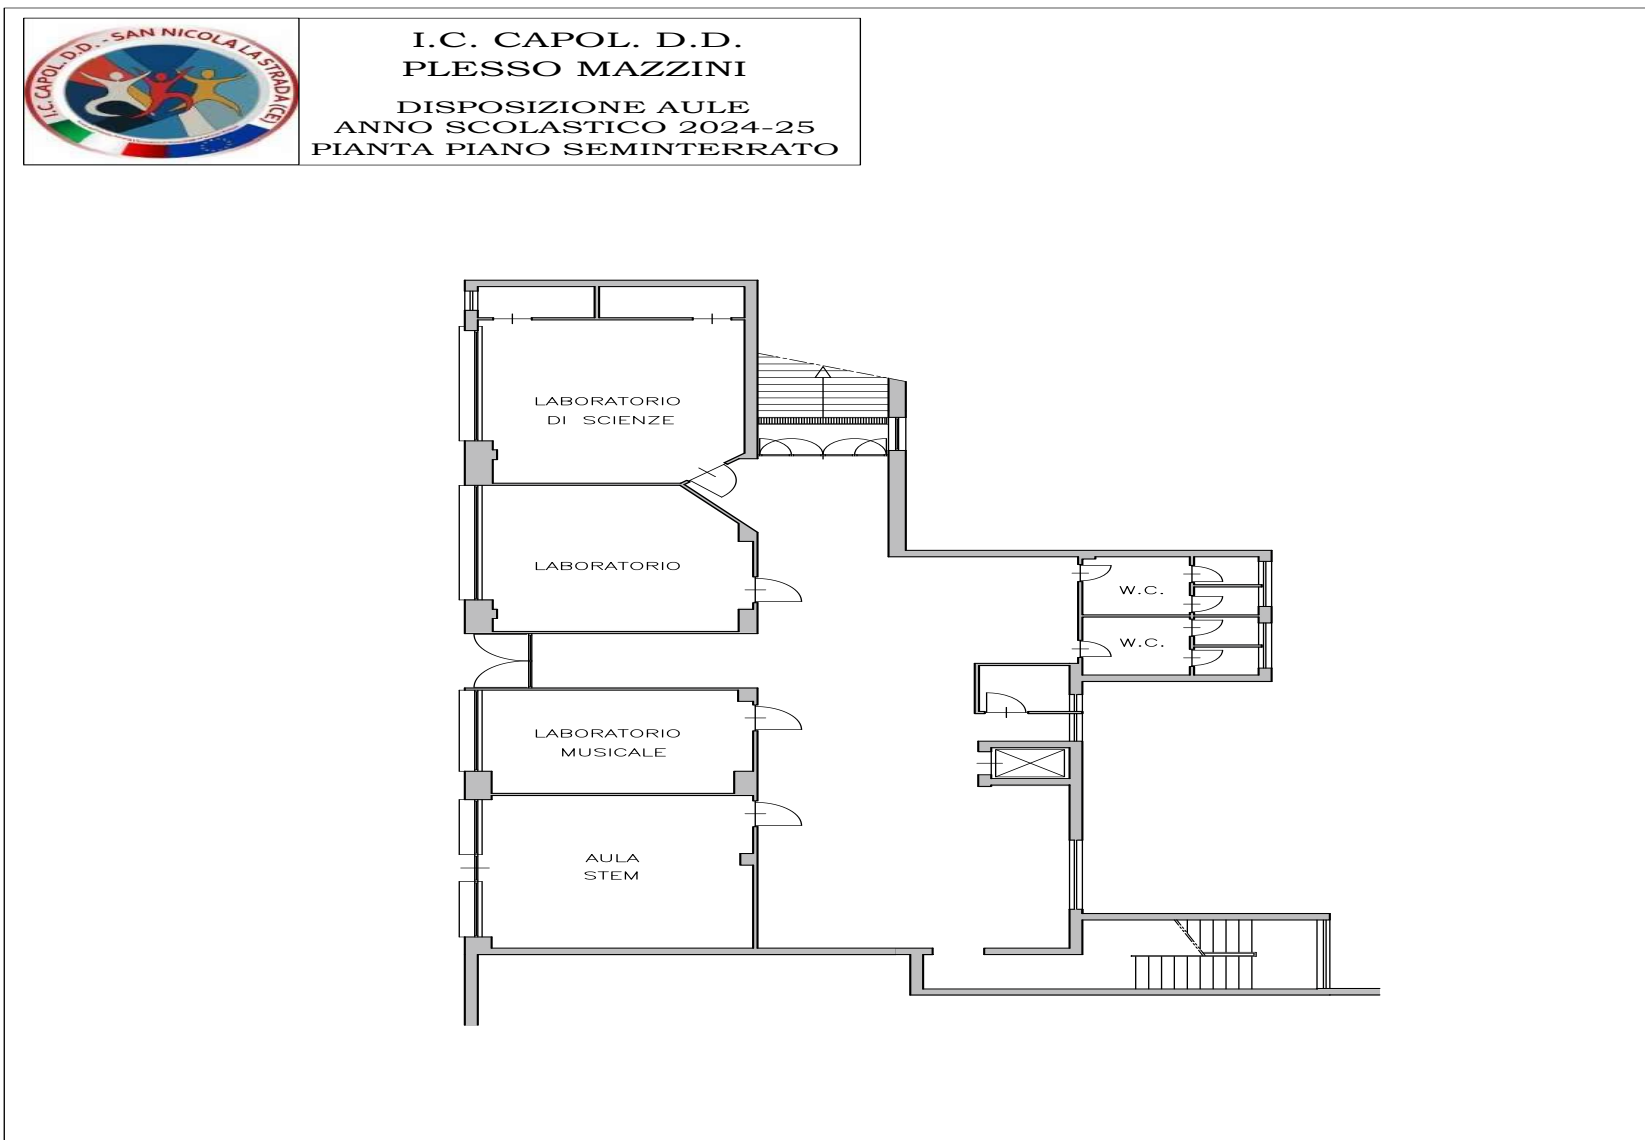 I.C. CAPOL. D.D. - SAN NICOLA LA STRADA (CE)
I.C. CAPOL. D.D.
PLESSO MAZZINI
DISPOSIZIONE AULE
ANNO SCOLASTICO 2024-25
PIANTA PIANO SEMINTERRATO
LABORATORIO
DI SCIENZE
LABORATORIO
W.C.
W.C.
LABORATORIO
MUSICALE
AULA
STEM